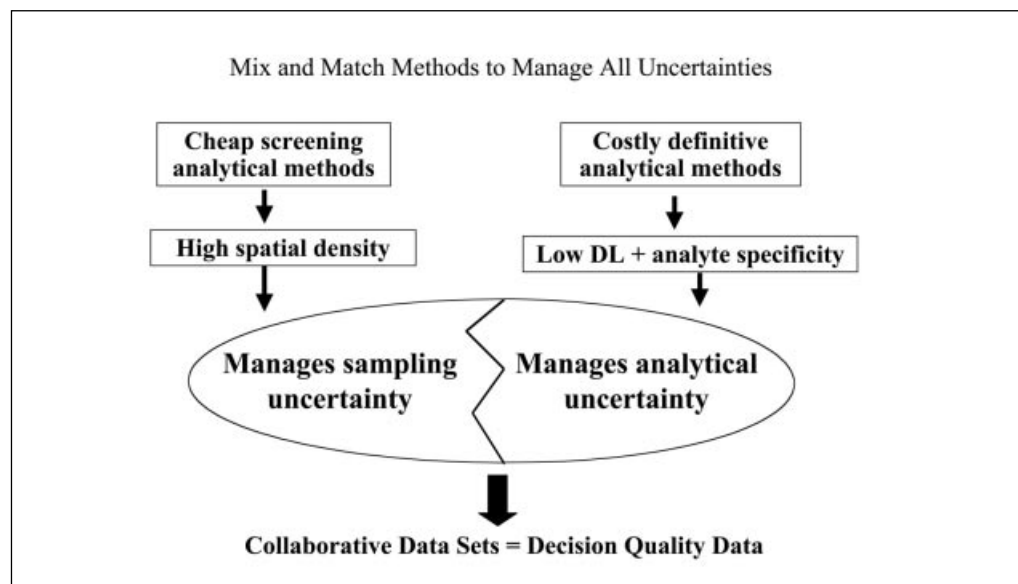 Mix and Match Methods to Manage All Uncertainties
Cheap screening
analytical methods
Costly definitive
analytical methods
High spatial density
Low DL + analyte specificity
Manages sampling
uncertainty
Manages analytical
uncertainty
Collaborative Data Sets = Decision Quality Data